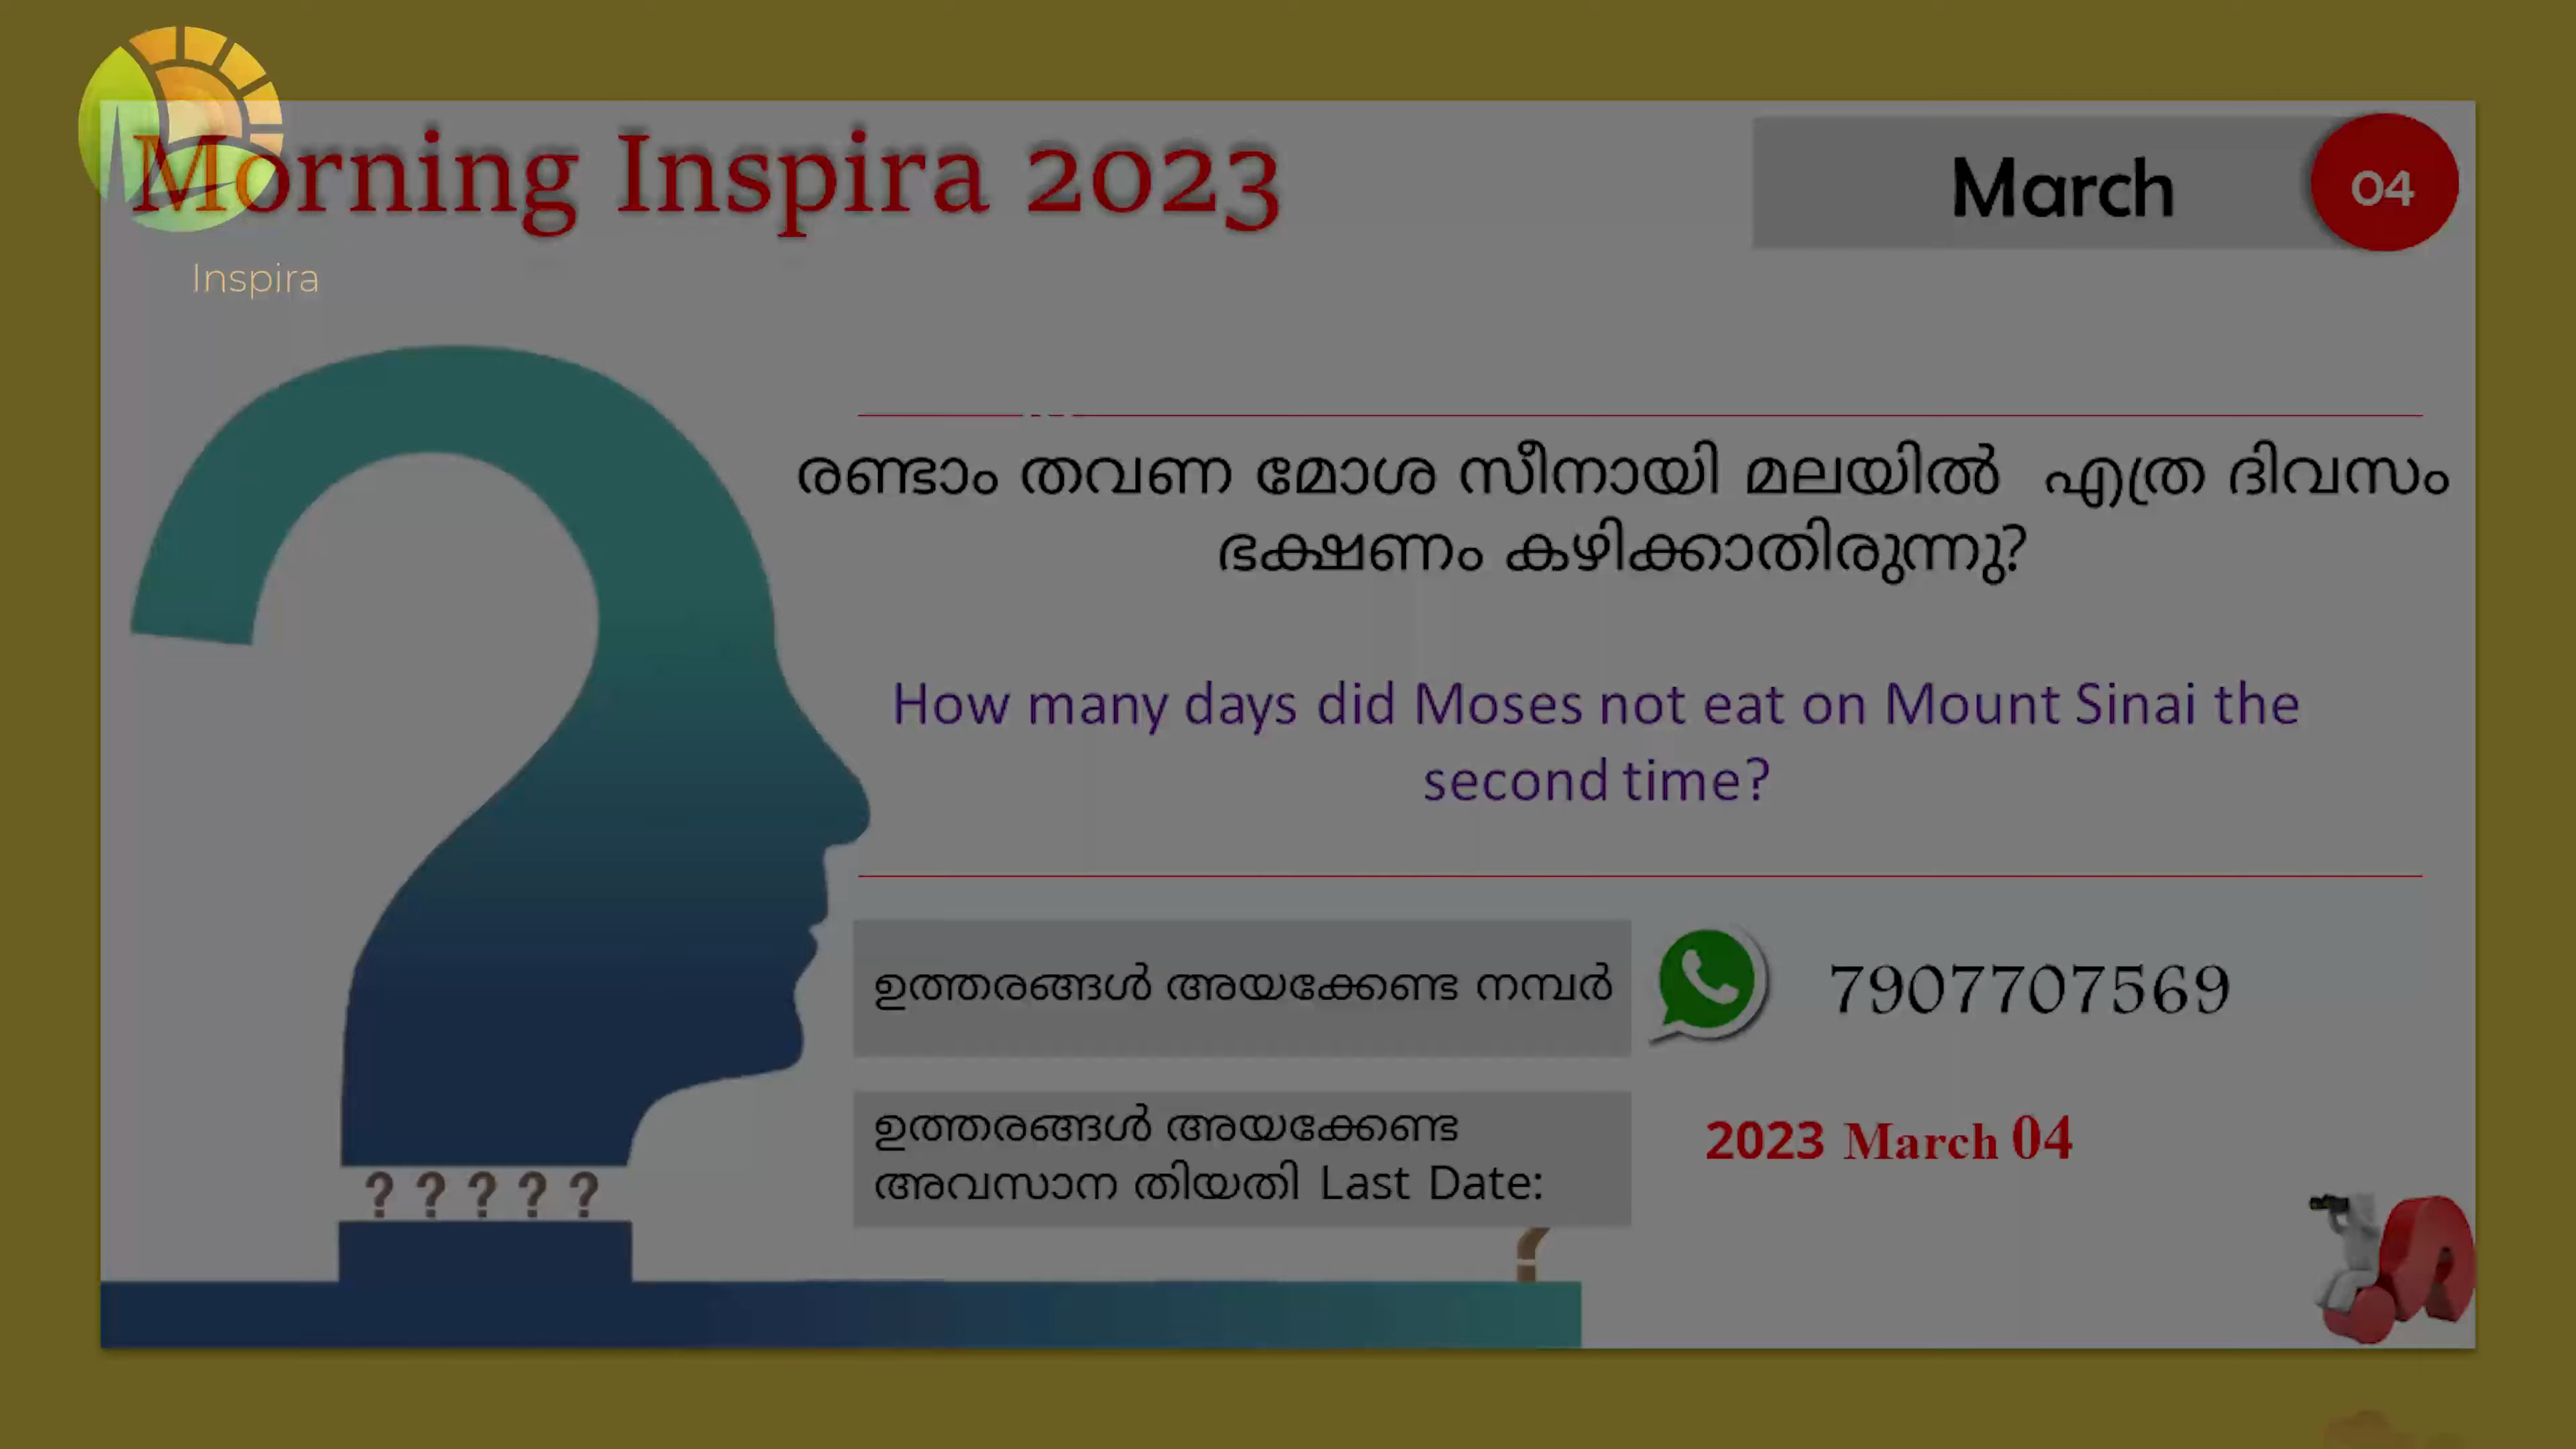 Morning Inspira 2023
March 04
Inspira
രണ്ടാം തവണ മോശ സീനായി മലയിൽ എത്ര ദിവസം
ഭക്ഷണം കഴിക്കാതിരുന്നു?
How many days did Moses not eat on Mount Sinai the
second time?
ഉത്തരങ്ങൾ അയക്കേണ്ട നമ്പർ 7907707569
ഉത്തരങ്ങൾ അയക്കേണ്ട
അവസാന തിയതി Last Date:
2023 March 04
? ? ? ? ?